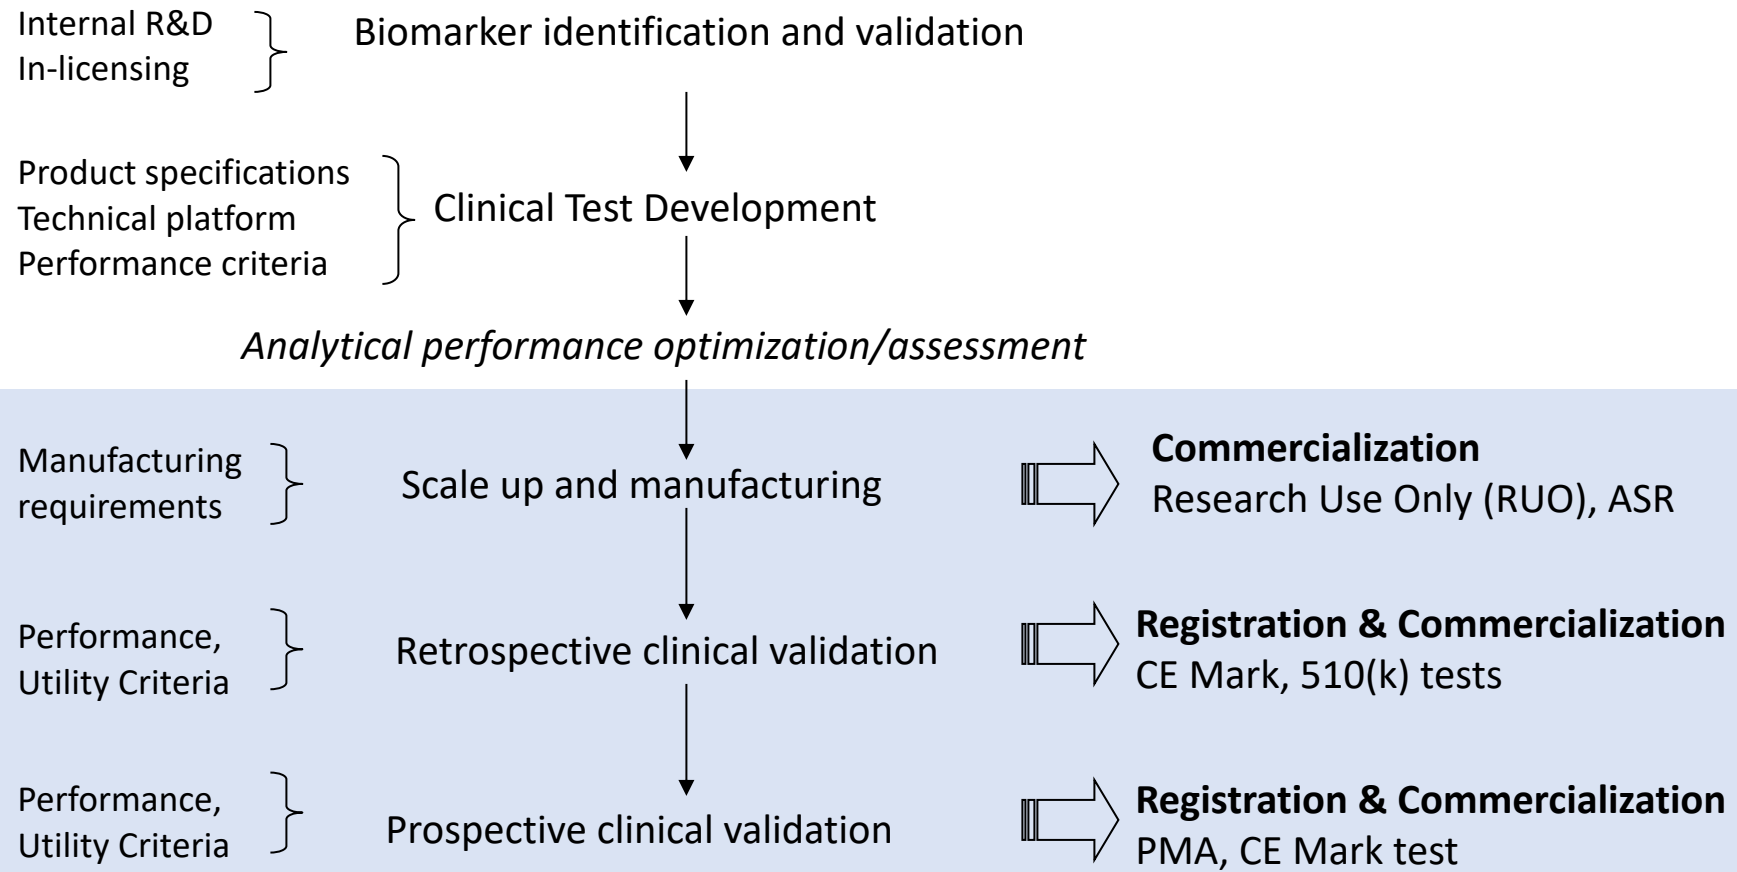 Internal R&D
In-licensing
Biomarker identification and validation
Product specifications
Technical platform
Performance criteria
Clinical Test Development
Analytical performance optimization/assessment
Manufacturing
requirements
Scale up and manufacturing
Commercialization
Research Use Only (RUO), ASR
Performance,
Utility Criteria
Retrospective clinical validation
Registration & Commercialization
CE Mark, 510(k) tests
Performance,
Utility Criteria
Prospective clinical validation
Registration & Commercialization
PMA, CE Mark test